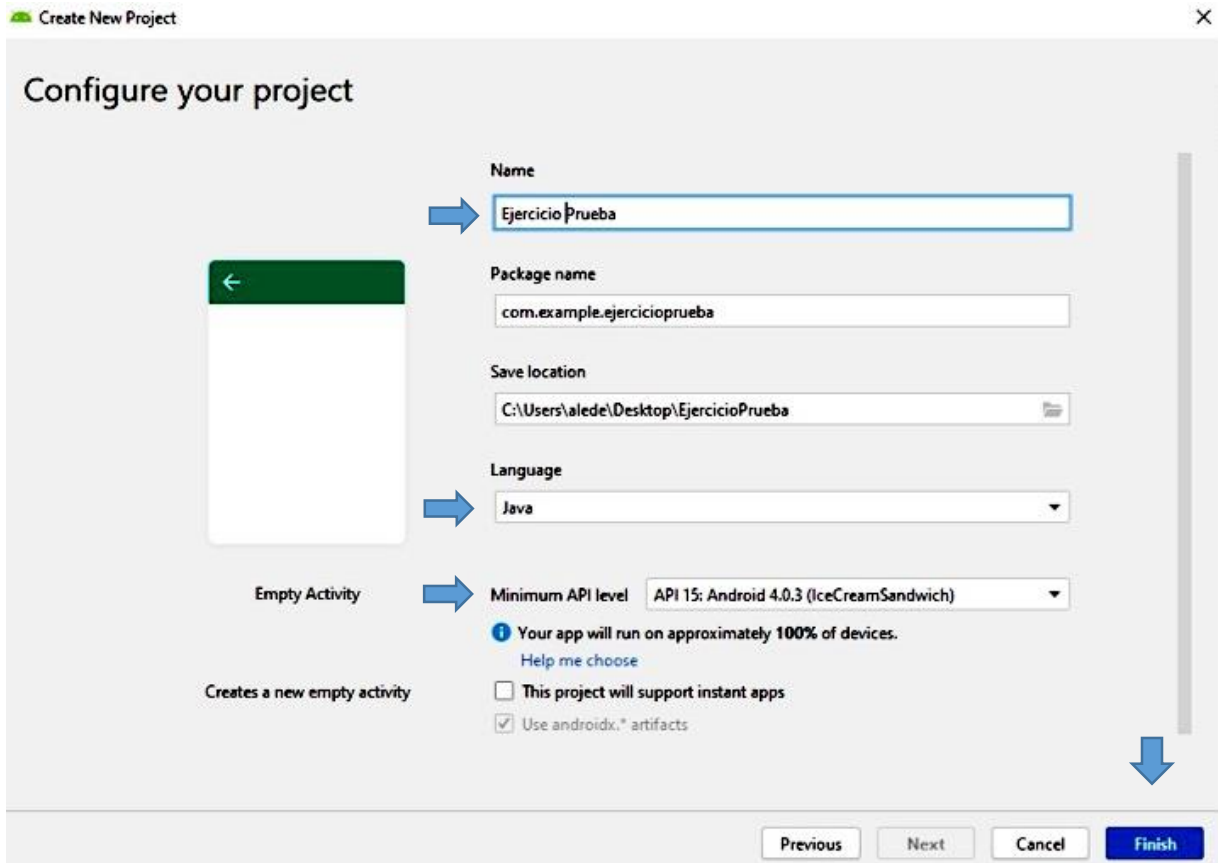 Create New Project
Configure your project
Name
Ejercicio Prueba
Package name
com.example.ejercicioprueba
Save location
C:\Users\alede\Desktop\EjercicioPrueba
Language
Java
Empty Activity
Minimum API level API 15: Android 4.0.3 (IceCreamSandwich)
Your app will run on approximately 100% of devices.
Help me choose
Creates a new empty activity
This project will support instant apps
Use androidx.* artifacts
Previous Next Cancel Finish